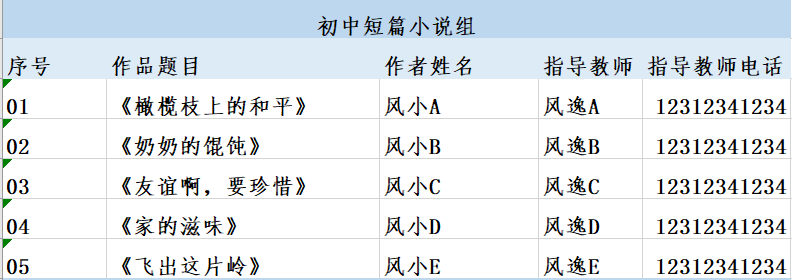 初中短篇小说组
序号 作品题目 作者姓名 指导教师 指导教师电话
01 《橄榄枝上的和平》 风小A 风逸A 12312341234
02 《奶奶的馄饨》 风小B 风逸B 12312341234
03 《友谊啊，要珍惜》 风小C 风逸C 12312341234
04 《家的滋味》 风小D 风逸D 12312341234
05 《飞出这片岭》 风小E 风逸E 12312341234